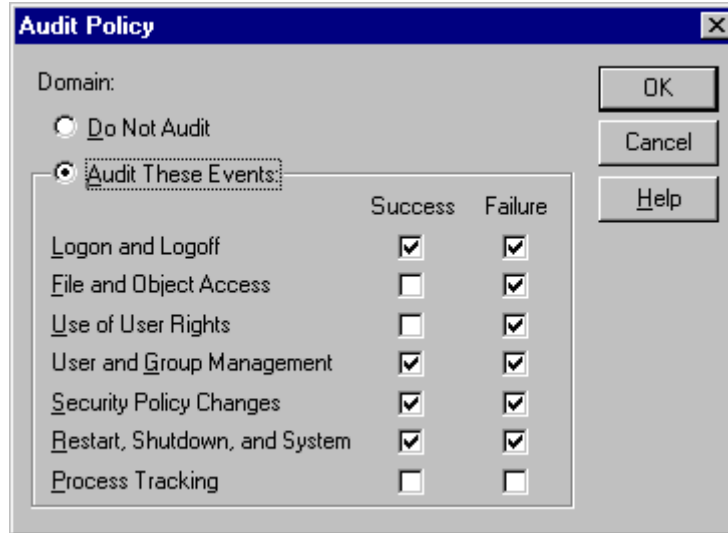 Audit Policy
Domain:
Do Not Audit
Audit These Events:
Success Failure
Logon and Logoff
File and Object Access
Use of User Rights
User and Group Management
Security Policy Changes
Restart, Shutdown, and System
Process Tracking
OK
Cancel
Help